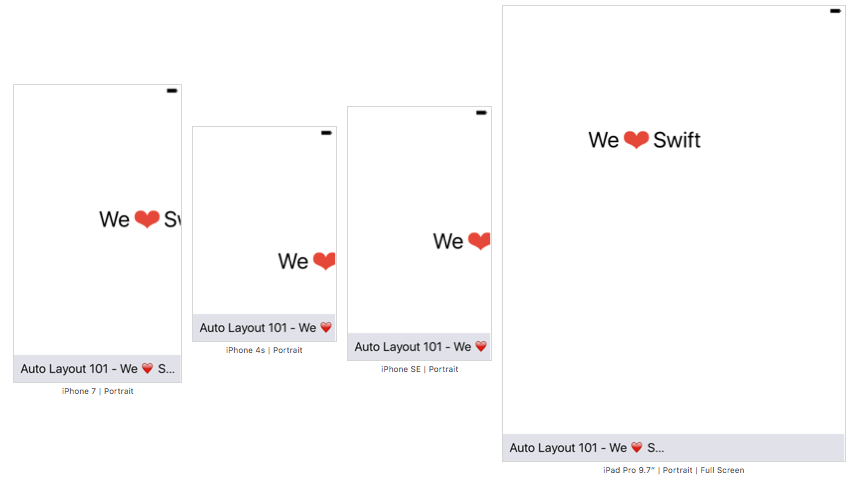 We ❤ Sw
Auto Layout 101 - We ❤ S...
iPhone 7 | Portrait
We ❤
Auto Layout 101 - We ❤
iPhone 4s | Portrait
We ❤
Auto Layout 101 - We ❤
iPhone SE | Portrait
We ❤ Swift
Auto Layout 101 - We ❤ S...
iPad Pro 9.7" | Portrait | Full Screen